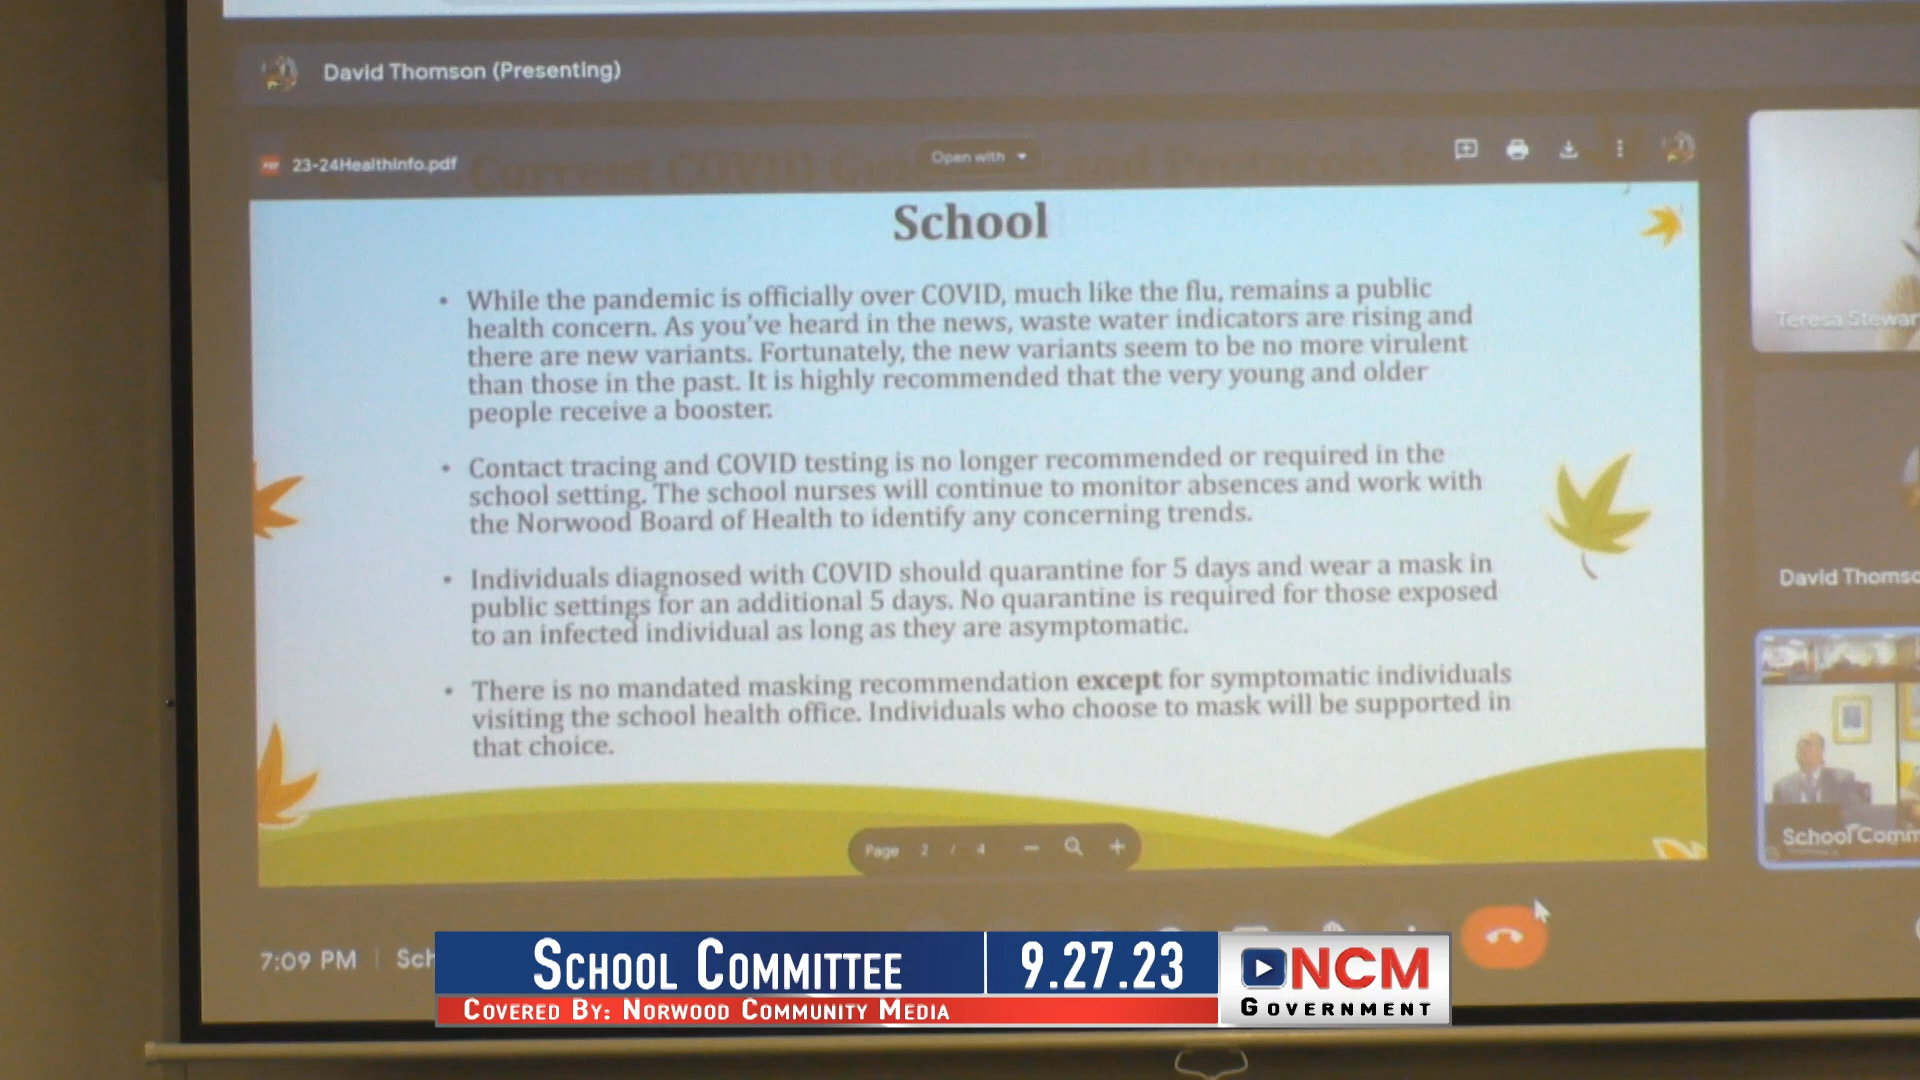 David Thomson (Presenting)
23-24HealthInfo.pdf
Open with
Current COVID and Protocols
School
• While the pandemic is officially over COVID, much like the flu, remains a public
health concern. As you've heard in the news, waste water indicators are rising and
there are new variants. Fortunately, the new variants seem to be no more virulent
than those in the past. It is highly recommended that the very young and older
people receive a booster.
• Contact tracing and COVID testing is no longer recommended or required in the
school setting. The school nurses will continue to monitor absences and work with
the Norwood Board of Health to identify any concerning trends.
• Individuals diagnosed with COVID should quarantine for 5 days and wear a mask in
public settings for an additional 5 days. No quarantine is required for those exposed
to an infected individual as long as they are asymptomatic.
• There is no mandated masking recommendation except for symptomatic individuals
visiting the school health office. Individuals who choose to mask will be supported in
that choice.
Page 2 / 4
Teresa Stewar
David Thomso
School Comm
7:09 PM | Sch
School Committee
9.27.23
NCM
Government
Covered By: Norwood Community Media